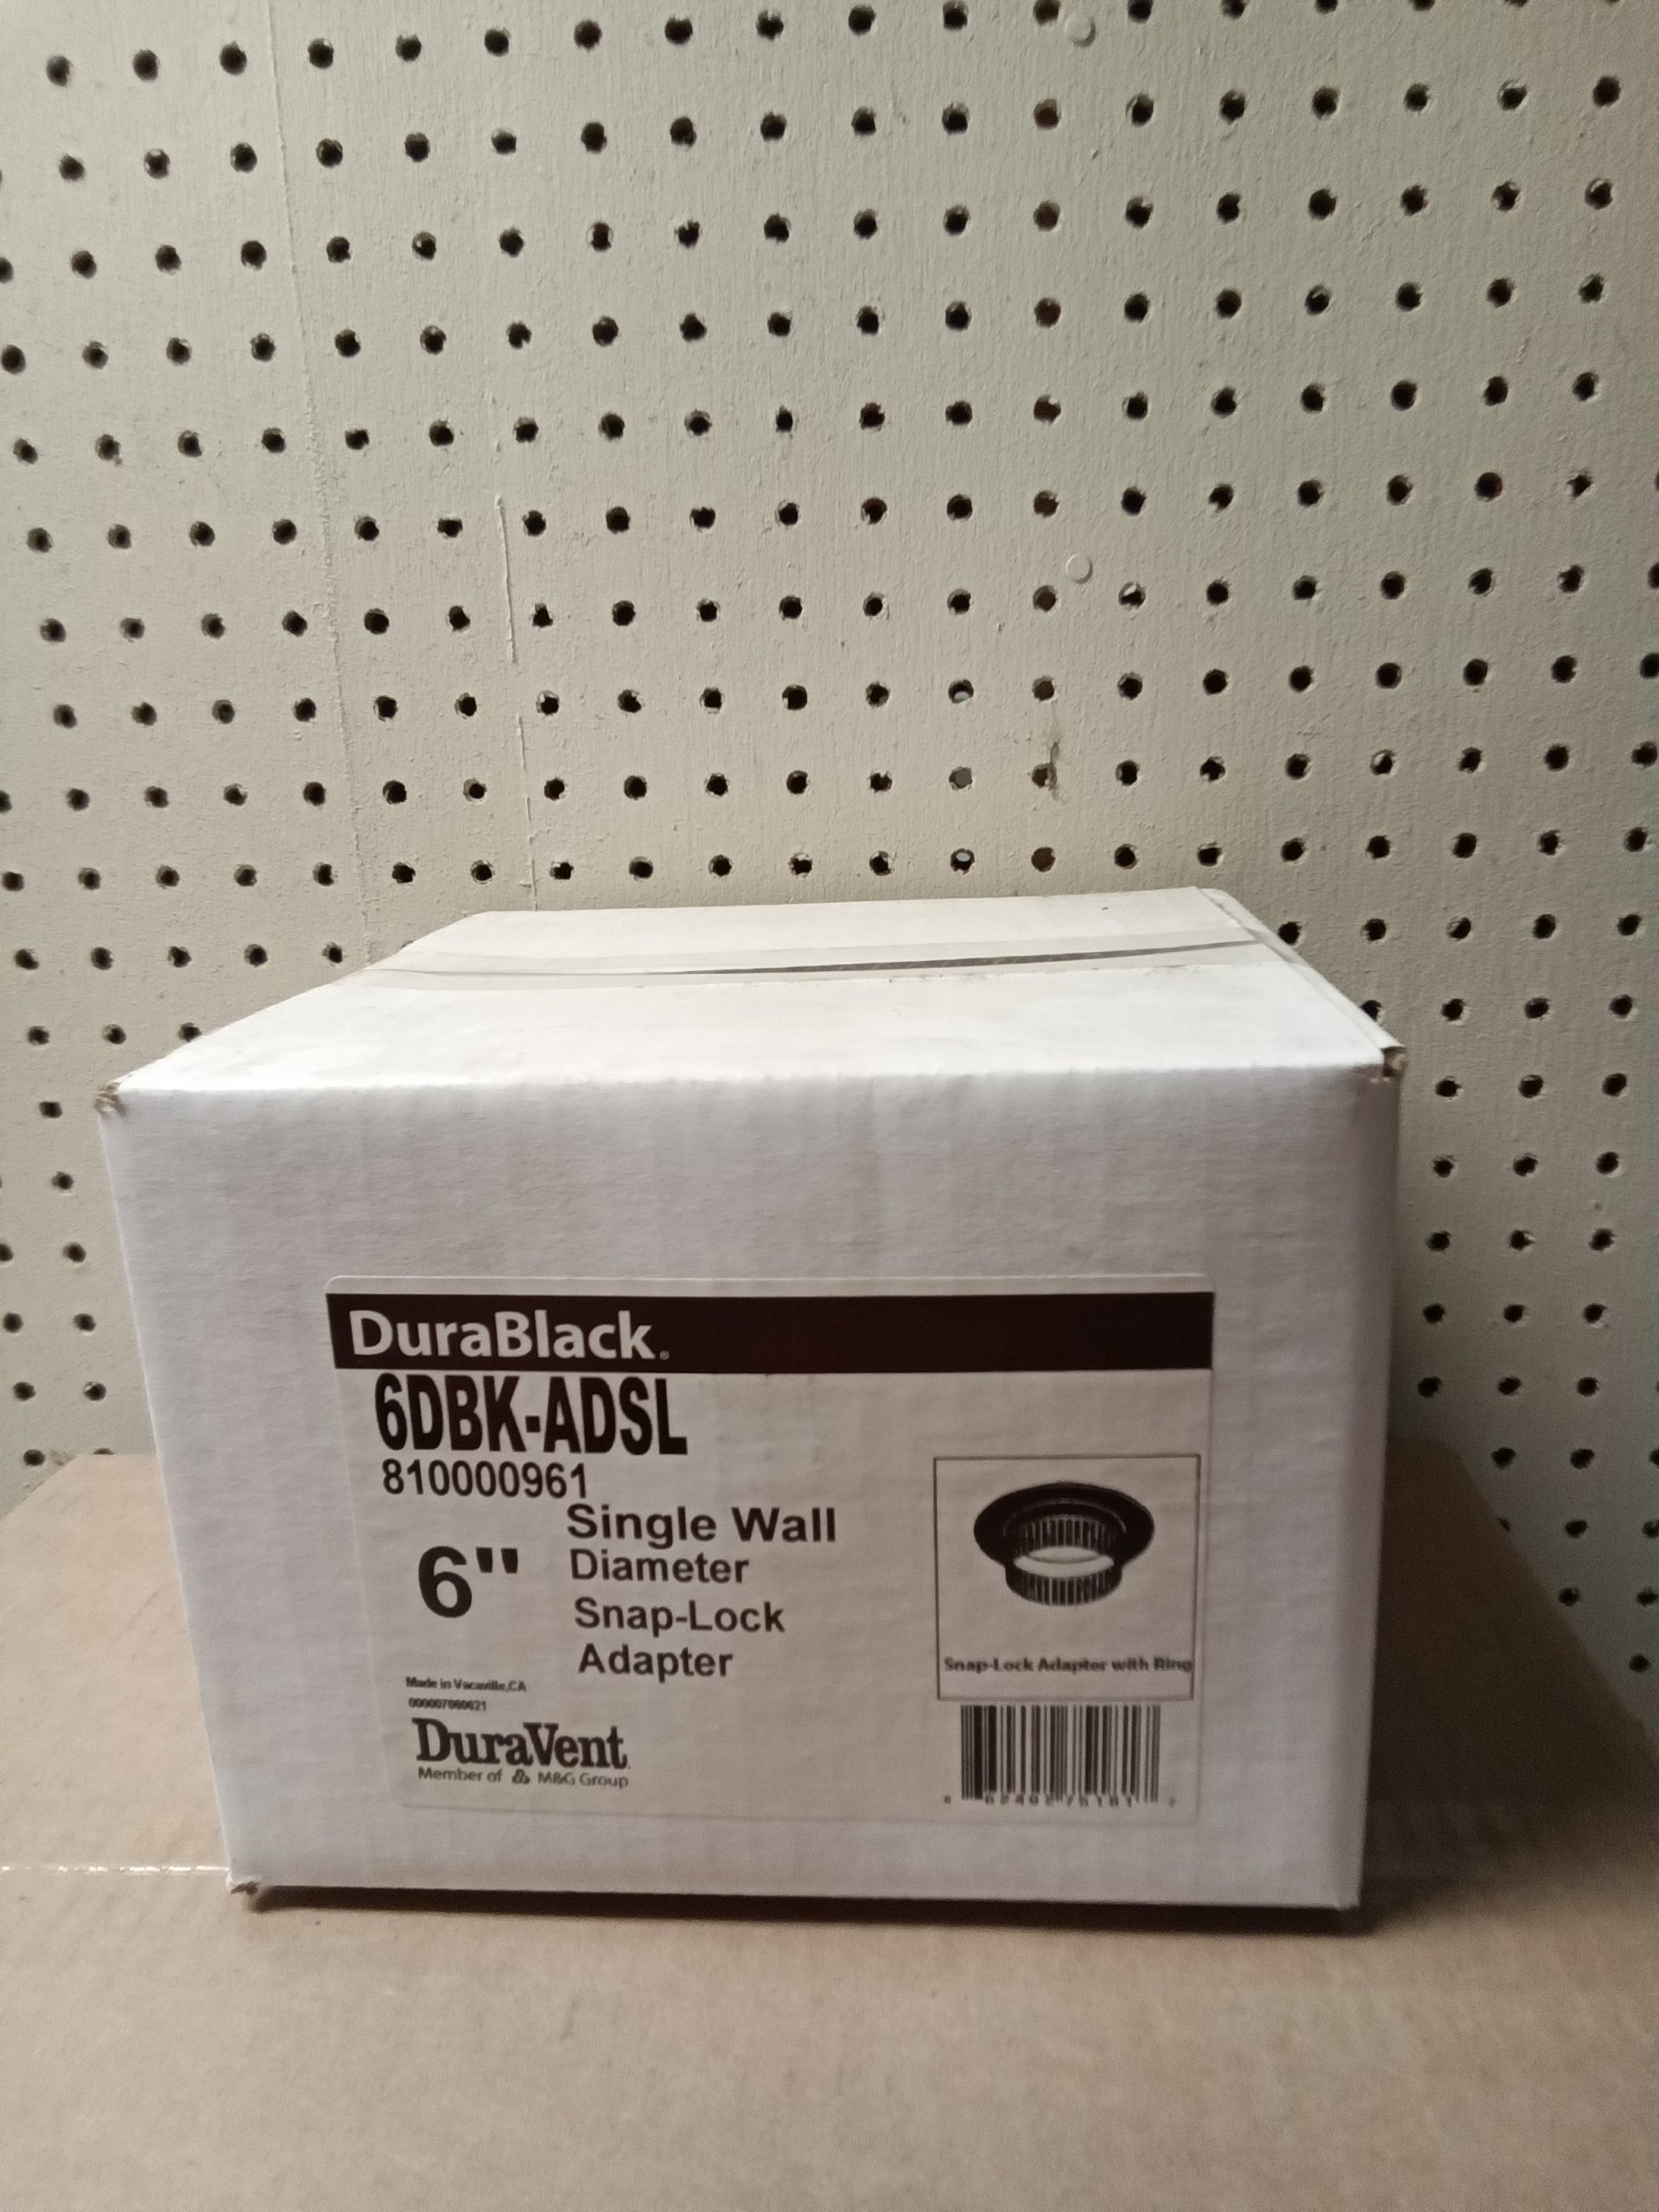 DuraBlack®
6DBK-ADSL
810000961
6" Single Wall
Diameter
Snap-Lock
Adapter
Snap-Lock Adapter with Ring
Made in Vacaville,CA
DuraVent
Member of M&G Group